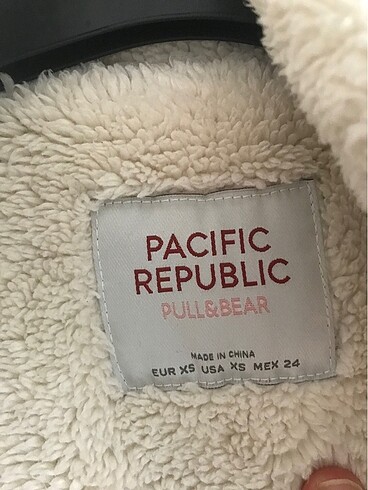 PACIFIC
REPUBLIC
PULL&BEAR
MADE IN CHINA
EUR XS USA XS MEX 24